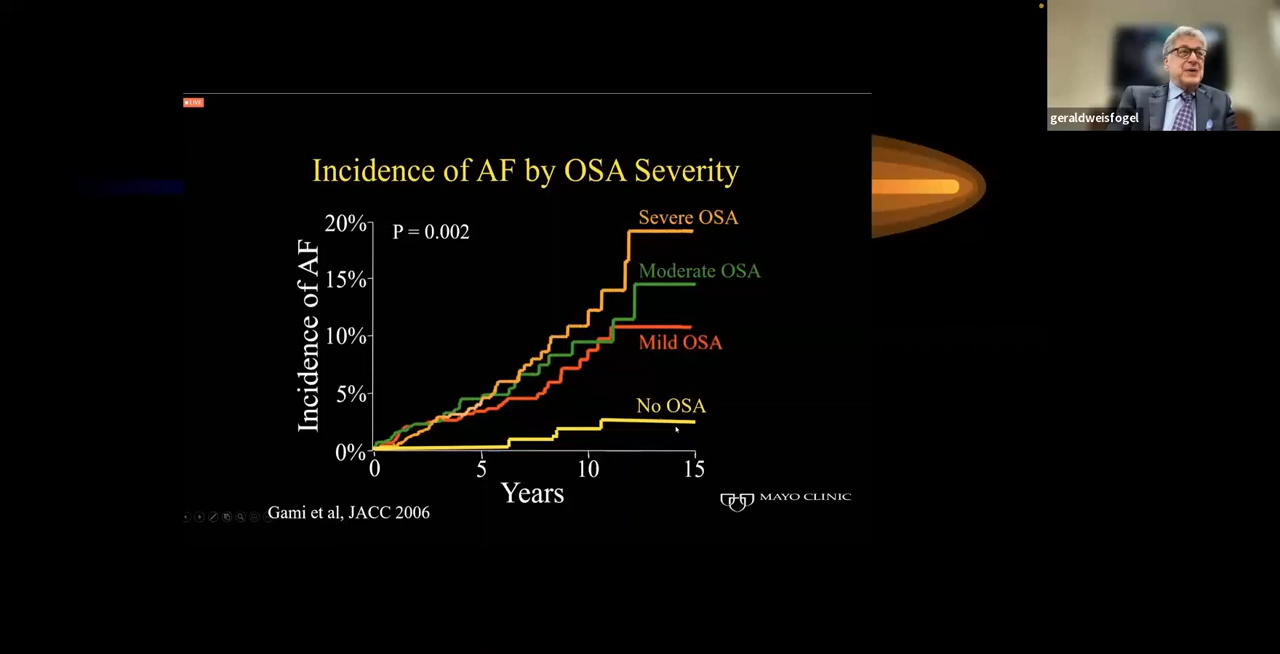 LIVE
geraldweisfogel
Incidence of AF by OSA Severity
20%
P = 0.002
Severe OSA
15%
Moderate OSA
10%
Mild OSA
5%
No OSA
0%
Incidence of AF
0 5 10 15
Years
MAYO CLINIC
Gami et al, JACC 2006